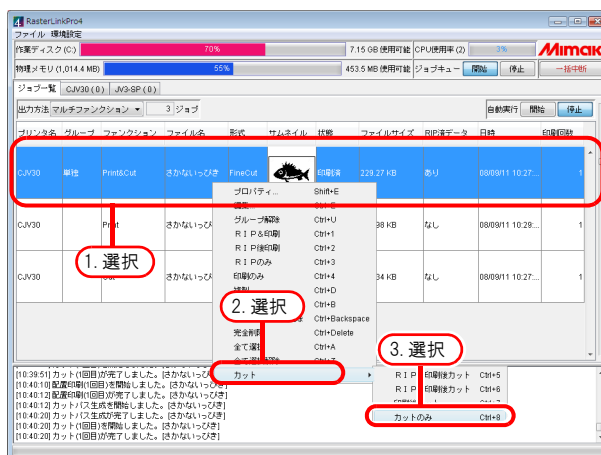 RasterLinkPro4
ファイル 環境設定
作業ディスク(C:) 70% 7.15 GB 使用可能 CPU使用率(2) 3% Mimaki
物理メモリ(1,014.4 MB) 55% 453.5 MB 使用可能 ジョブキュー 開始 停止 一括中断
ジョブ一覧 CJV30(0) JV3-SP(0)
出力方法 マルチファンクション 3 ジョブ 自動実行 開始 停止
プリンタ名 グループ ファンクション ファイル名 形式 サムネイル 状態 ファイルサイズ RIP済データ 日時 印刷回数
CJV30 単独 Print&Cut さかないっぴき FineCut 印刷済 229.27 KB あり 08/09/11 10:27:... 1
プロパティ... Shift+E
グループ解除 Ctrl+U
CJV30 Print さかないっぴ 98 KB なし 08/09/11 10:29:... 1
RIP&印刷 Ctrl+1
RIP後印刷 Ctrl+2
1. 選択
RIPのみ Ctrl+3
CJV30 さかないっぴ 34 KB なし 08/09/11 10:27:... 1
印刷のみ Ctrl+4
Ctrl+D
2. 選択
Ctrl+B
Ctrl+Backspace
完全削除 Ctrl+Delete
全て選択 Ctrl+A
3. 選択
カット
RIP 印刷後カット Ctrl+5
RIP 印刷後カット Ctrl+6
カットのみ Ctrl+8
[10:39:51] カット(1回目)が完了しました。[さかないっぴき]
[10:40:10] 配置印刷(1回目)を開始しました。[さかないっぴき]
[10:40:12] 配置印刷(1回目)が完了しました。[さかないっぴき]
[10:40:12] カットパス生成を開始しました。[さかないっぴき]
[10:40:20] カットパス生成が完了しました。[さかないっぴき]
[10:40:20] カット(1回目)を開始しました。[さかないっぴき]
[10:40:20] カット(1回目)が完了しました。[さかないっぴき]